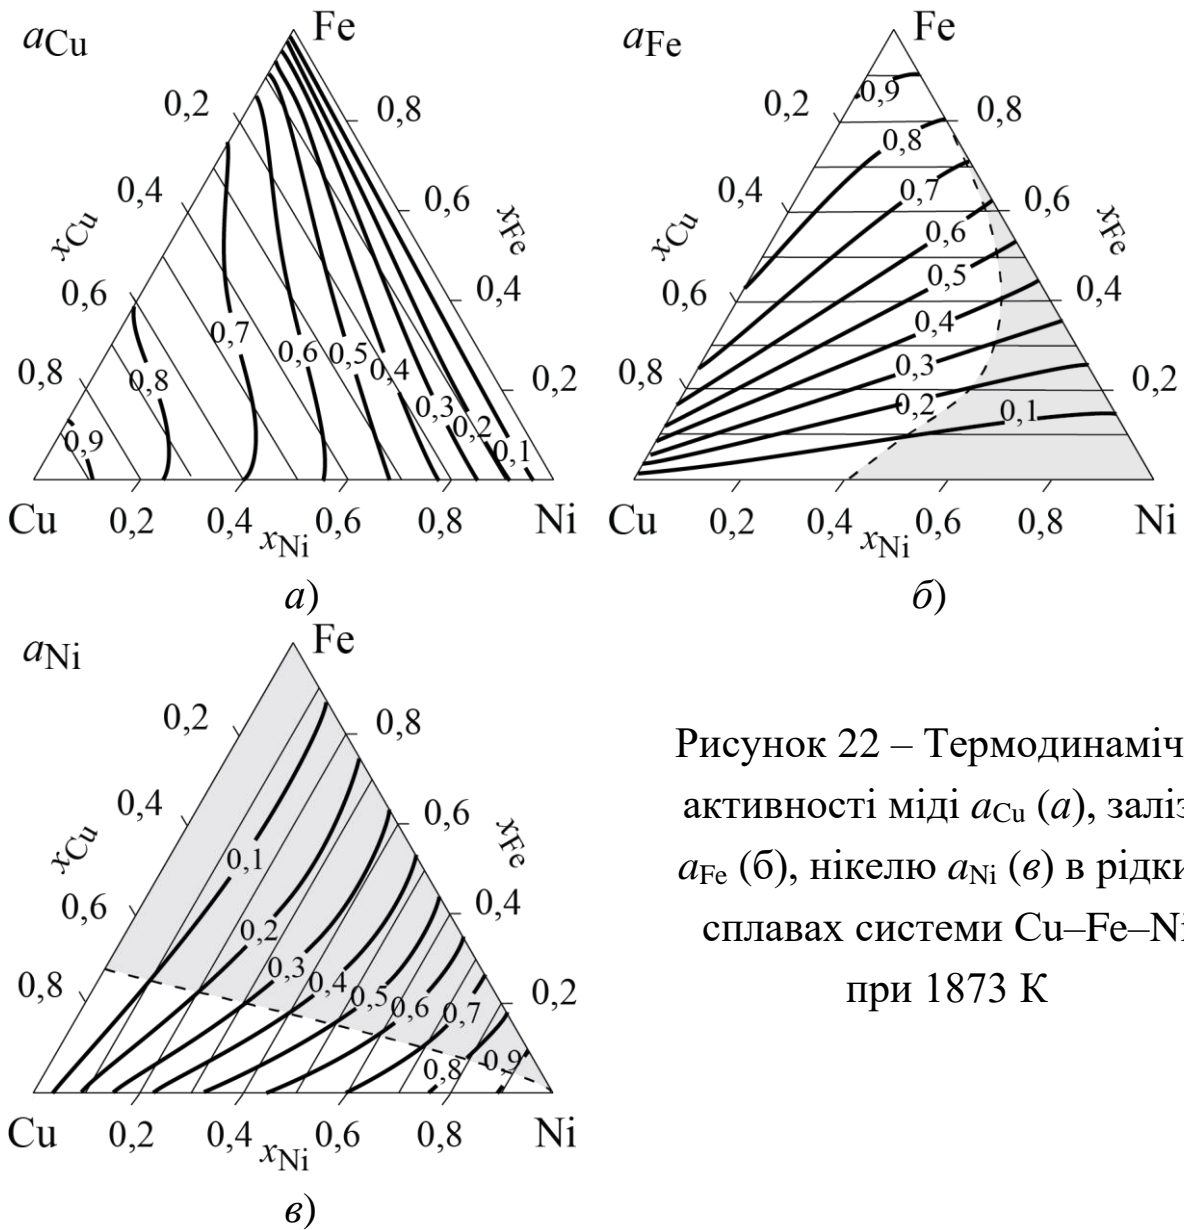 aCu
Fe
0,2
0,8
0,4
0,6
xCu
xFe
0,6
0,4
0,8
0,2
0,9
0,8
0,7
0,6
0,5
0,4
0,3
0,2
0,1
Cu
0,2
0,4
0,6
0,8
Ni
xNi
а)
aFe
Fe
0,2
0,8
0,4
0,6
xCu
xFe
0,6
0,4
0,8
0,2
0,9
0,8
0,7
0,6
0,5
0,4
0,3
0,2
0,1
Cu
0,2
0,4
0,6
0,8
Ni
xNi
б)
aNi
Fe
0,2
0,8
0,4
0,6
xCu
xFe
0,6
0,4
0,8
0,2
0,1
0,2
0,3
0,4
0,5
0,6
0,7
0,8
0,9
Cu
0,2
0,4
0,6
0,8
Ni
xNi
в)
Рисунок 22 – Термодинаміч
активності міді aCu (а), заліз
aFe (б), нікелю aNi (в) в рідки
сплавах системи Cu–Fe–Ni
при 1873 К